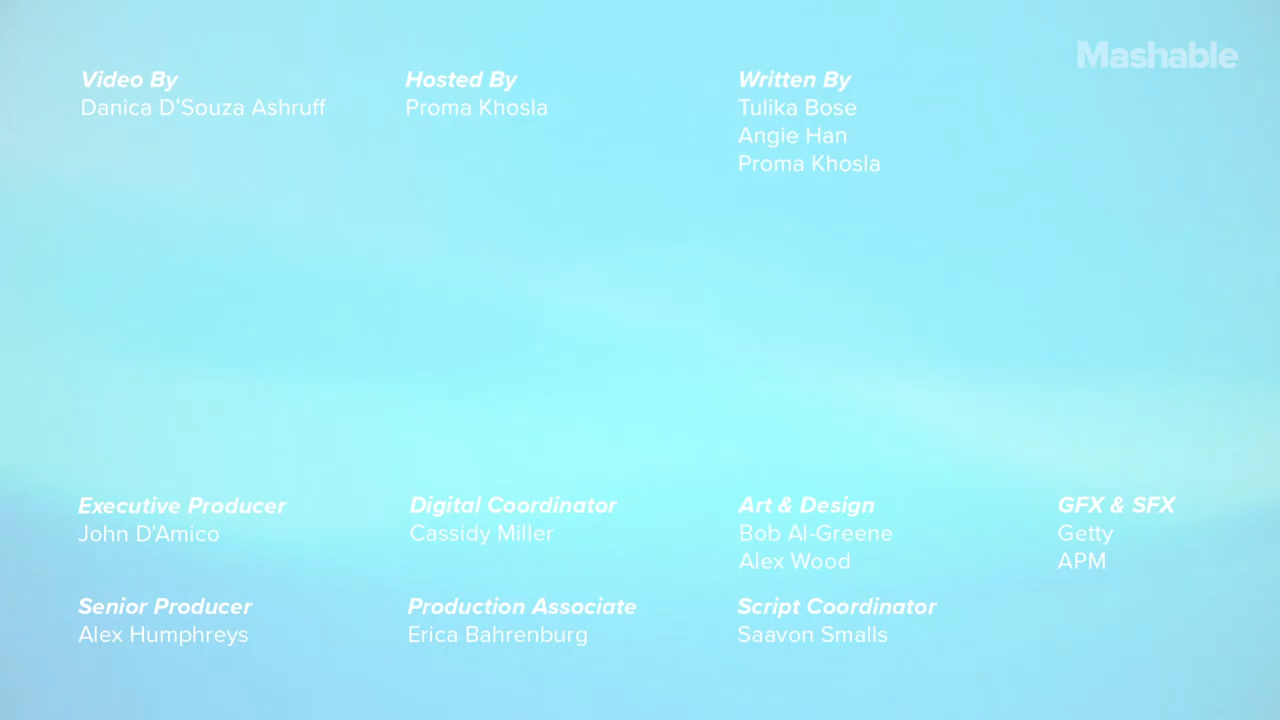 Mashable
Video By
Danica D'Souza Ashruff
Hosted By
Proma Khosla
Written By
Tulika Bose
Angie Han
Proma Khosla
Executive Producer
John D'Amico
Digital Coordinator
Cassidy Miller
Art & Design
Bob Al-Greene
Alex Wood
GFX & SFX
Getty
APM
Senior Producer
Alex Humphreys
Production Associate
Erica Bahrenburg
Script Coordinator
Saavon Smalls